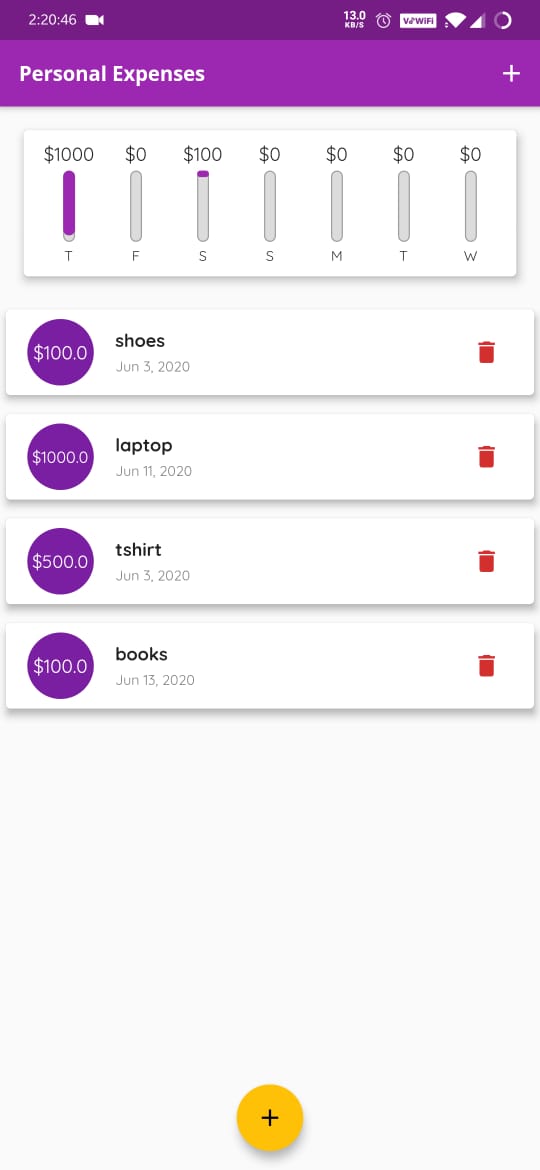 2:20:46 13.0 KB/S VoWiFi
Personal Expenses +
$1000 $0 $100 $0 $0 $0 $0
T F S S M T W
$100.0 shoes
Jun 3, 2020
$1000.0 laptop
Jun 11, 2020
$500.0 tshirt
Jun 3, 2020
$100.0 books
Jun 13, 2020
+